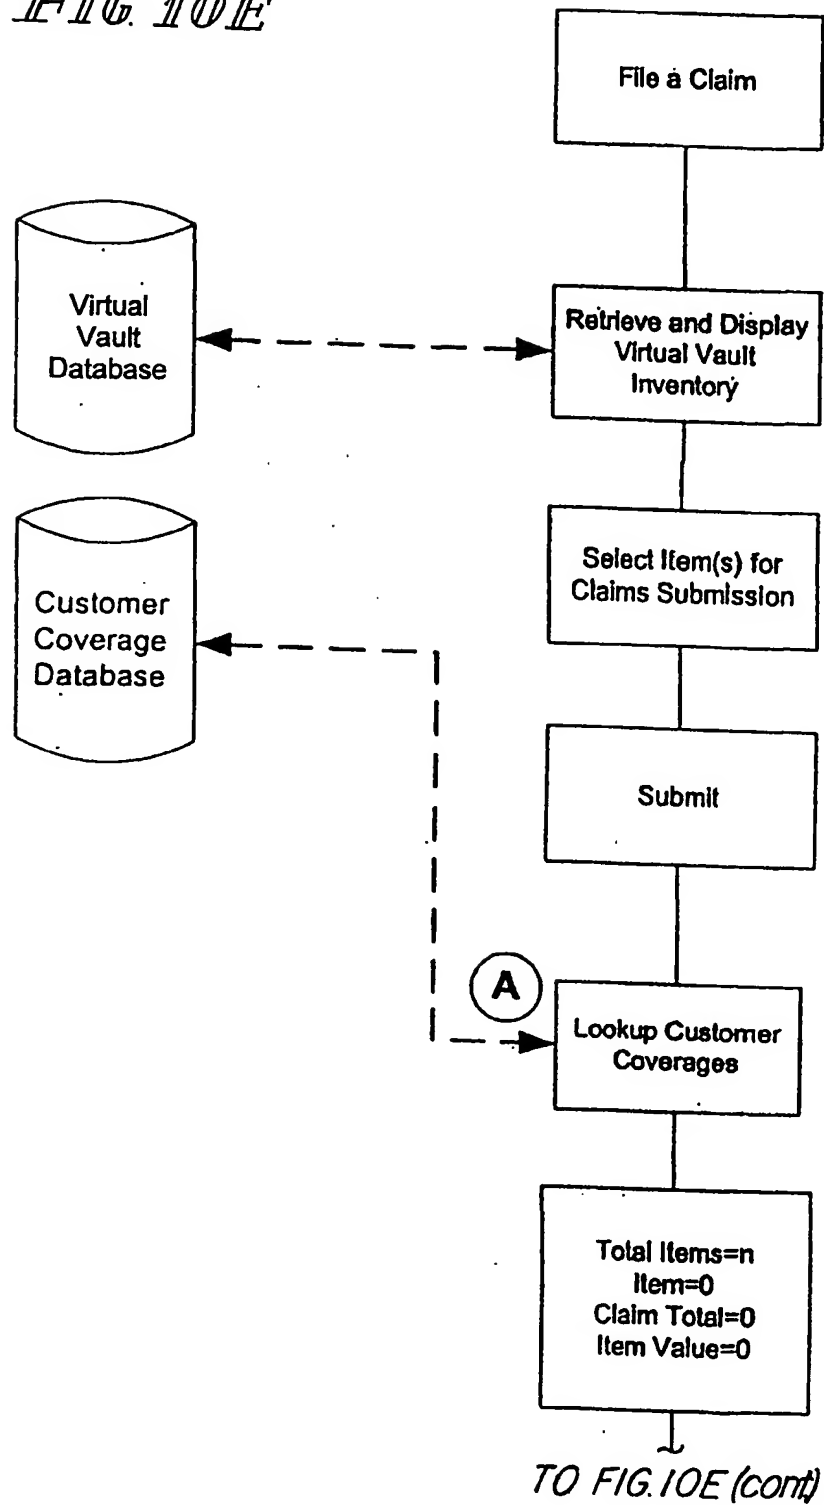 FIG. 10E
File a Claim
Virtual
Vault
Database
Retrieve and Display
Virtual Vault
Inventory
Customer
Coverage
Database
Select Item(s) for
Claims Submission
Submit
A
Lookup Customer
Coverages
Total Items=n
Item=0
Claim Total=0
Item Value=0
TO FIG. 10E (cont)